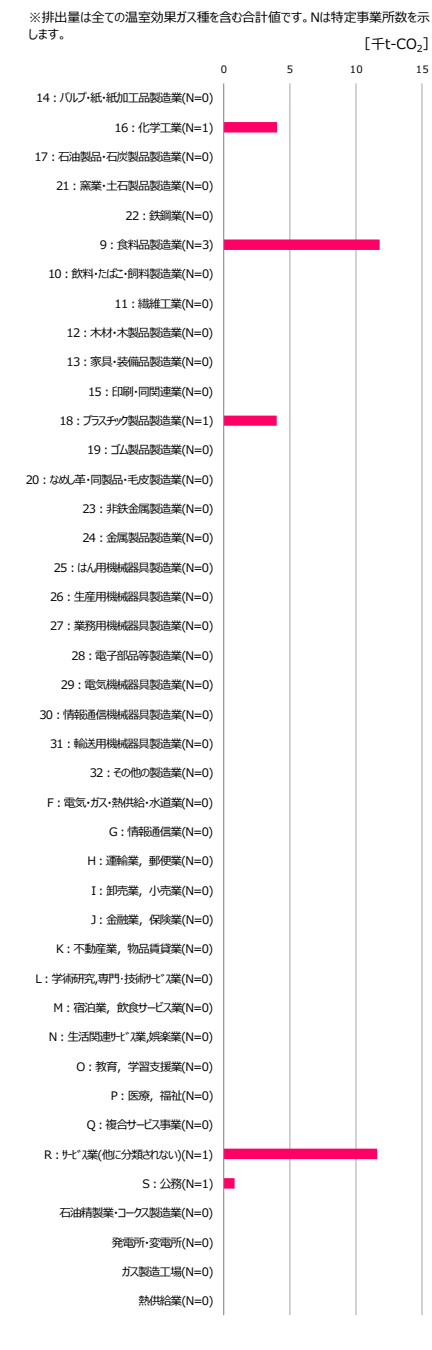 ※排出量は全ての温室効果ガス種を含む合計値です。Nは特定事業所数を示
します。
[千t-CO₂]
0 5 10 15
14：パルプ・紙・紙加工品製造業(N=0)
16：化学工業(N=1)
17：石油製品・石炭製品製造業(N=0)
21：窯業・土石製品製造業(N=0)
22：鉄鋼業(N=0)
9：食料品製造業(N=3)
10：飲料・たばこ・飼料製造業(N=0)
11：繊維工業(N=0)
12：木材・木製品製造業(N=0)
13：家具・装備品製造業(N=0)
15：印刷・同関連業(N=0)
18：プラスチック製品製造業(N=1)
19：ゴム製品製造業(N=0)
20：なめし革・同製品・毛皮製造業(N=0)
23：非鉄金属製造業(N=0)
24：金属製品製造業(N=0)
25：はん用機械器具製造業(N=0)
26：生産用機械器具製造業(N=0)
27：業務用機械器具製造業(N=0)
28：電子部品等製造業(N=0)
29：電気機械器具製造業(N=0)
30：情報通信機械器具製造業(N=0)
31：輸送用機械器具製造業(N=0)
32：その他の製造業(N=0)
F：電気・ガス・熱供給・水道業(N=0)
G：情報通信業(N=0)
H：運輸業，郵便業(N=0)
I：卸売業，小売業(N=0)
J：金融業，保険業(N=0)
K：不動産業，物品賃貸業(N=0)
L：学術研究,専門・技術ｻｰﾋﾞｽ業(N=0)
M：宿泊業，飲食サービス業(N=0)
N：生活関連ｻｰﾋﾞｽ業,娯楽業(N=0)
O：教育，学習支援業(N=0)
P：医療，福祉(N=0)
Q：複合サービス事業(N=0)
R：ｻｰﾋﾞｽ業(他に分類されない)(N=1)
S：公務(N=1)
石油精製業・コークス製造業(N=0)
発電所・変電所(N=0)
ガス製造工場(N=0)
熱供給業(N=0)